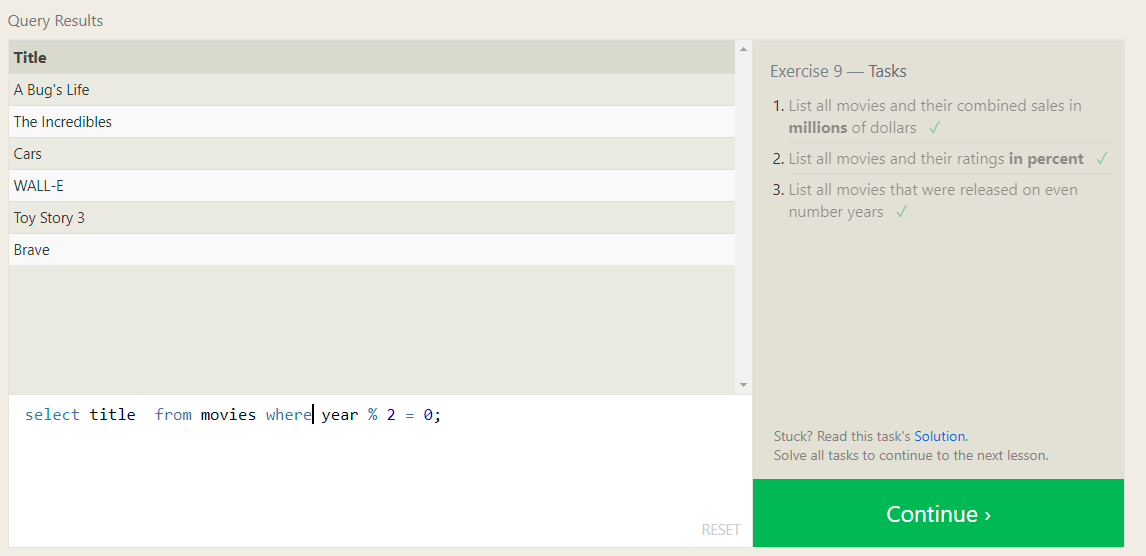 Query Results
Title
A Bug's Life
The Incredibles
Cars
WALL-E
Toy Story 3
Brave
select title  from movies where year % 2 = 0;
RESET
Exercise 9 — Tasks
1. List all movies and their combined sales in
millions of dollars ✓
2. List all movies and their ratings in percent ✓
3. List all movies that were released on even
number years ✓
Stuck? Read this task's Solution.
Solve all tasks to continue to the next lesson.
Continue ›